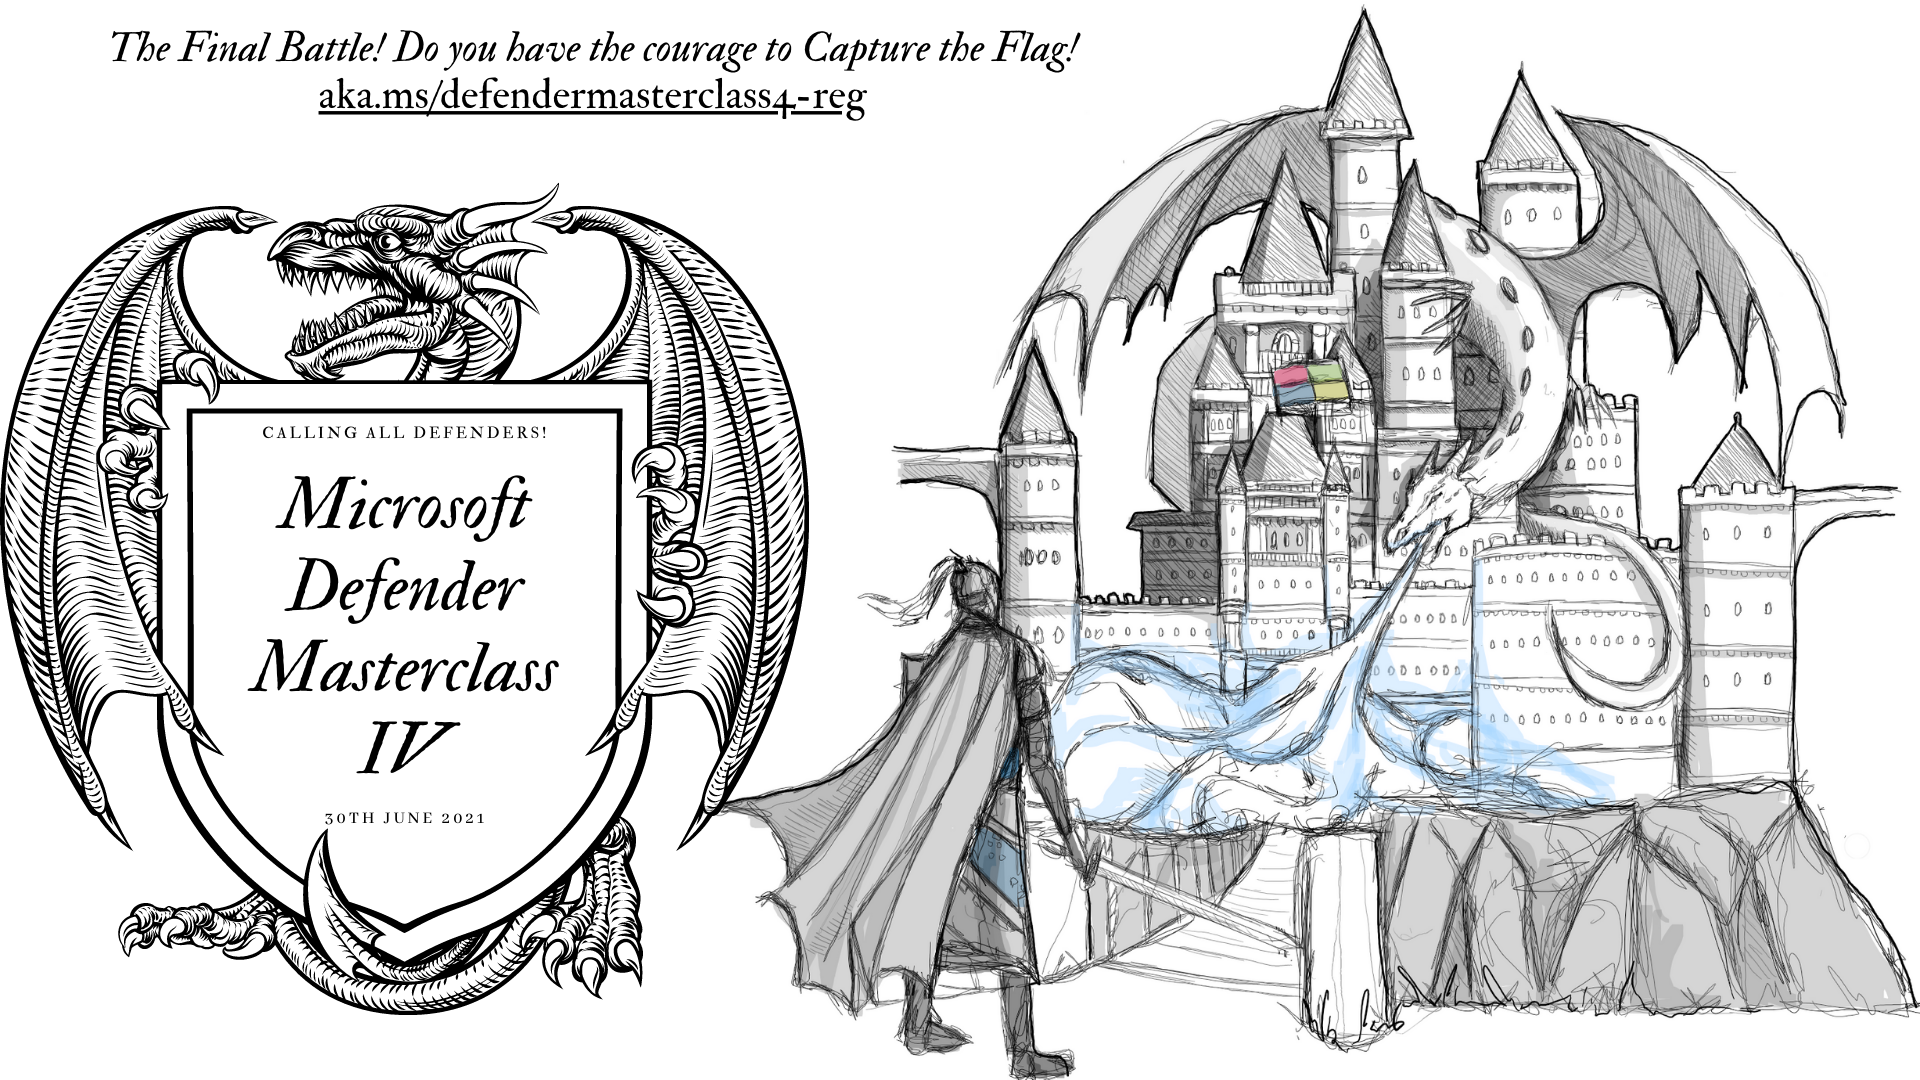 The Final Battle! Do you have the courage to Capture the Flag!
aka.ms/defendermasterclass4-reg
CALLING ALL DEFENDERS!
Microsoft
Defender
Masterclass
IV
30TH JUNE 2021